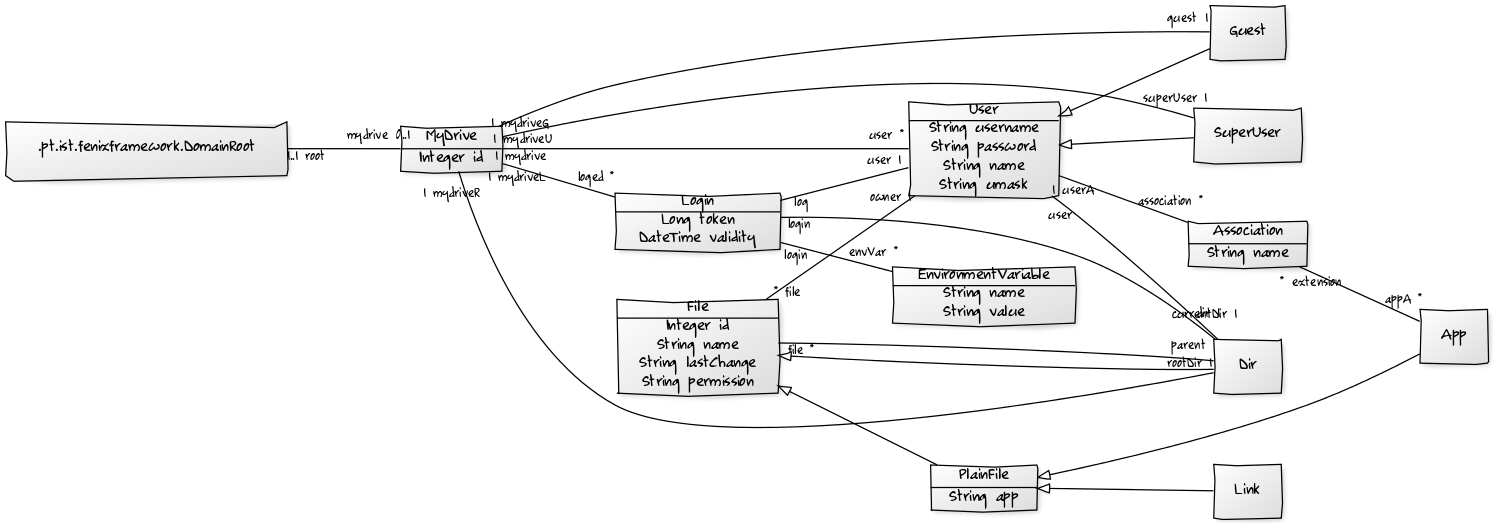 guest 1
Guest
superUser 1
SuperUser
.pt.ist.fenixframework.DomainRoot
1..1 root
mydrive 0..1
MyDrive
Integer id
1 mydriveG
1 mydriveU
1 mydrive
1 mydriveL
1 mydriveR
user *
user 1
owner
User
String username
String password
String name
String umask
1 userA
user
association *
Association
String name
* extension
appA *
App
loged *
Login
Long token
DateTime validity
log
login
login
envVar *
EnvironmentVariable
String name
String value
* file
File
Integer id
String name
String lastChange
String permission
file *
currentDir 1
parent
rootDir 1
Dir
PlainFile
String app
Link